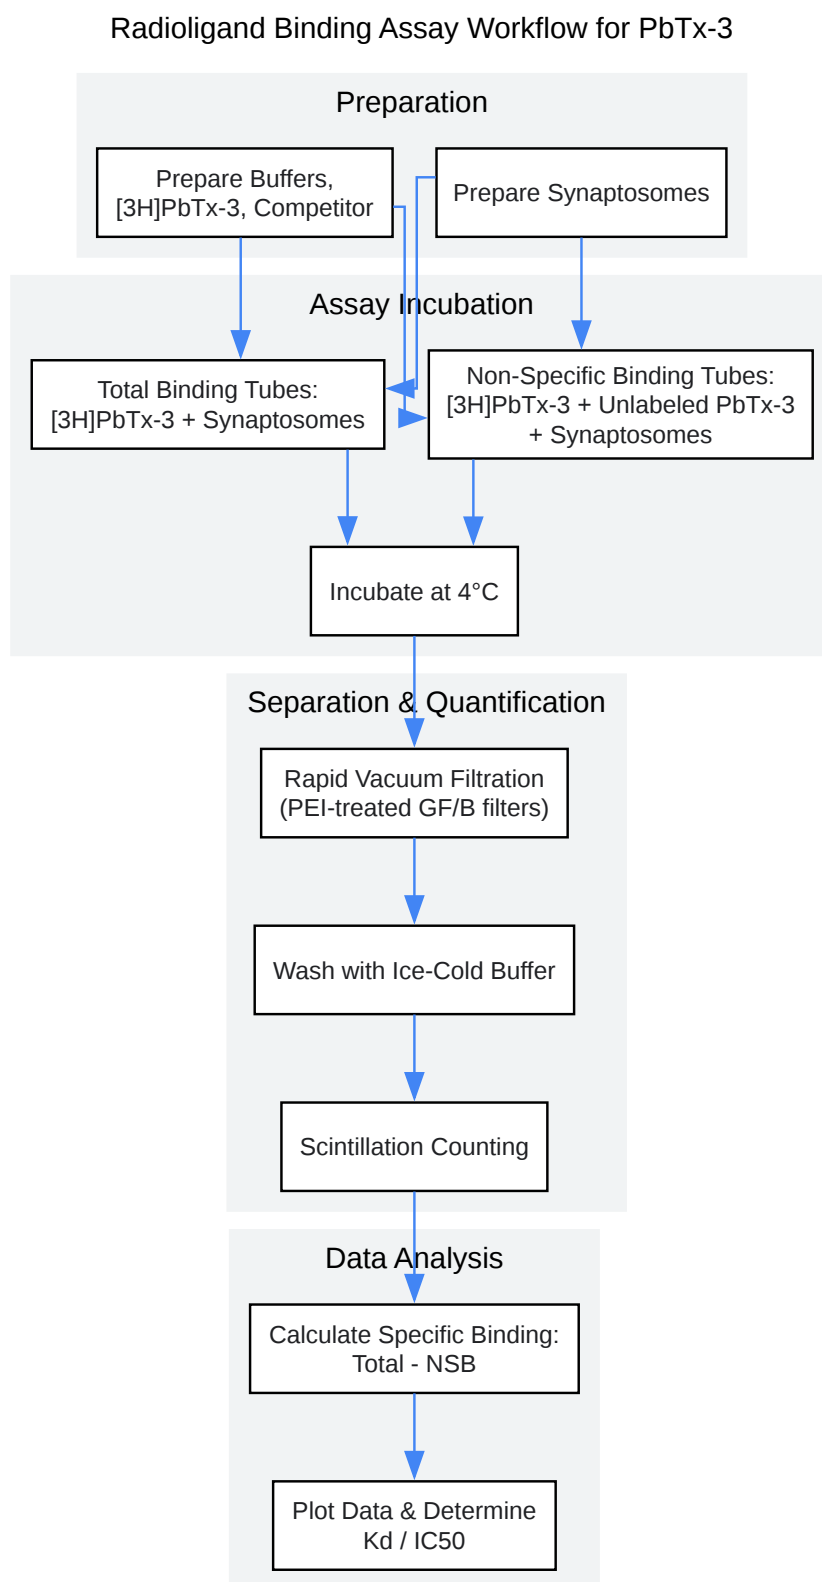 Radioligand Binding Assay Workflow for PbTx-3
Preparation
Prepare Buffers,
[3H]PbTx-3, Competitor
Prepare Synaptosomes
Assay Incubation
Total Binding Tubes:
[3H]PbTx-3 + Synaptosomes
Non-Specific Binding Tubes:
[3H]PbTx-3 + Unlabeled PbTx-3
+ Synaptosomes
Incubate at 4°C
Separation & Quantification
Rapid Vacuum Filtration
(PEI-treated GF/B filters)
Wash with Ice-Cold Buffer
Scintillation Counting
Data Analysis
Calculate Specific Binding:
Total - NSB
Plot Data & Determine
Kd / IC50